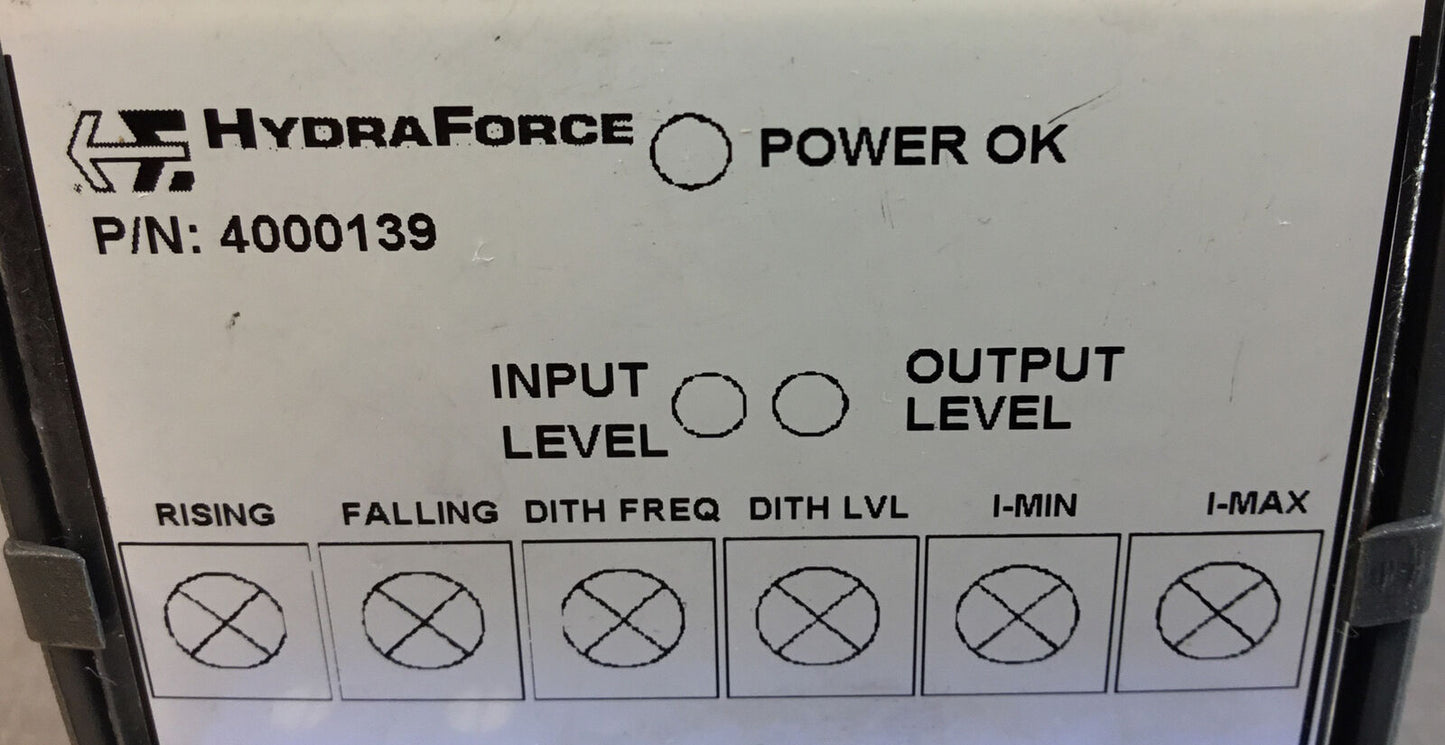 HYDRAFORCE POWER OK
P/N: 4000139
INPUT LEVEL
OUTPUT LEVEL
RISING FALLING DITH FREQ DITH LVL I-MIN I-MAX